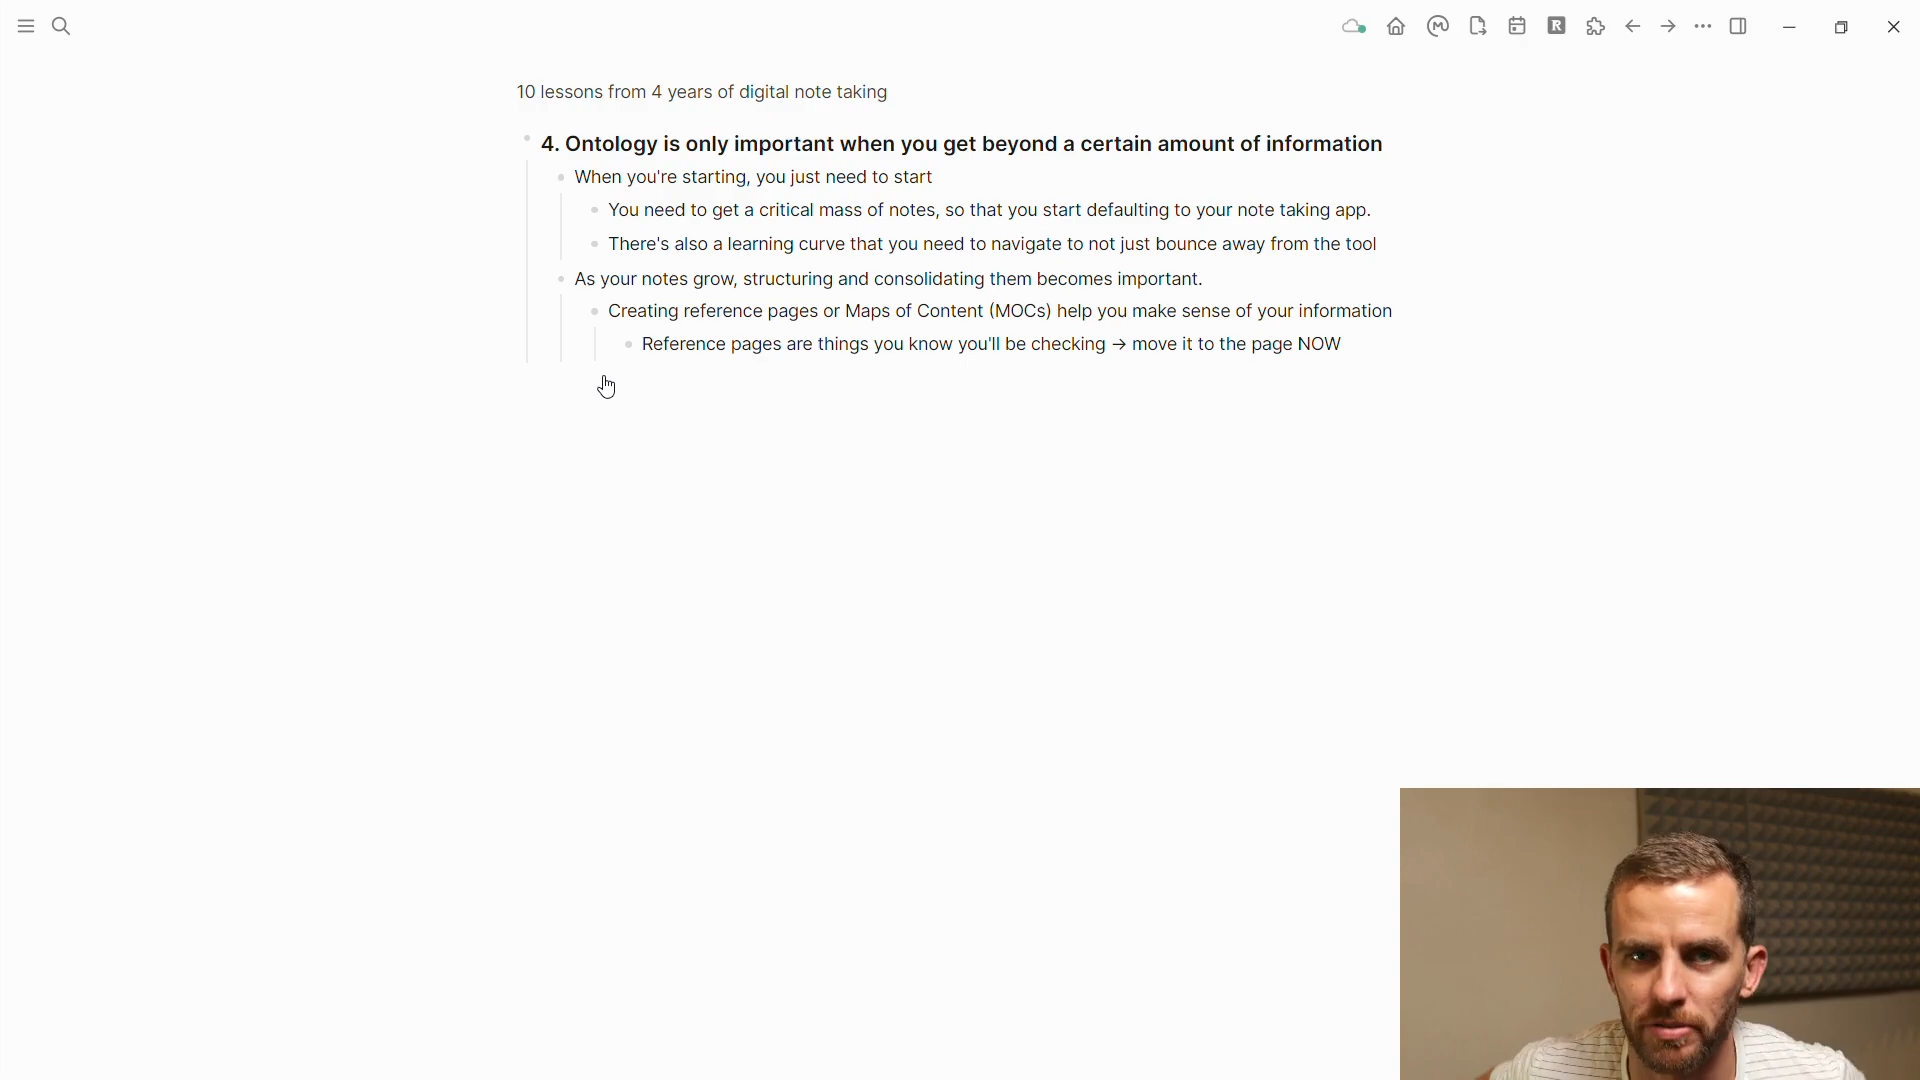 10 lessons from 4 years of digital note taking
4. Ontology is only important when you get beyond a certain amount of information
When you're starting, you just need to start
You need to get a critical mass of notes, so that you start defaulting to your note taking app.
There's also a learning curve that you need to navigate to not just bounce away from the tool
As your notes grow, structuring and consolidating them becomes important.
Creating reference pages or Maps of Content (MOCs) help you make sense of your information
Reference pages are things you know you'll be checking → move it to the page NOW